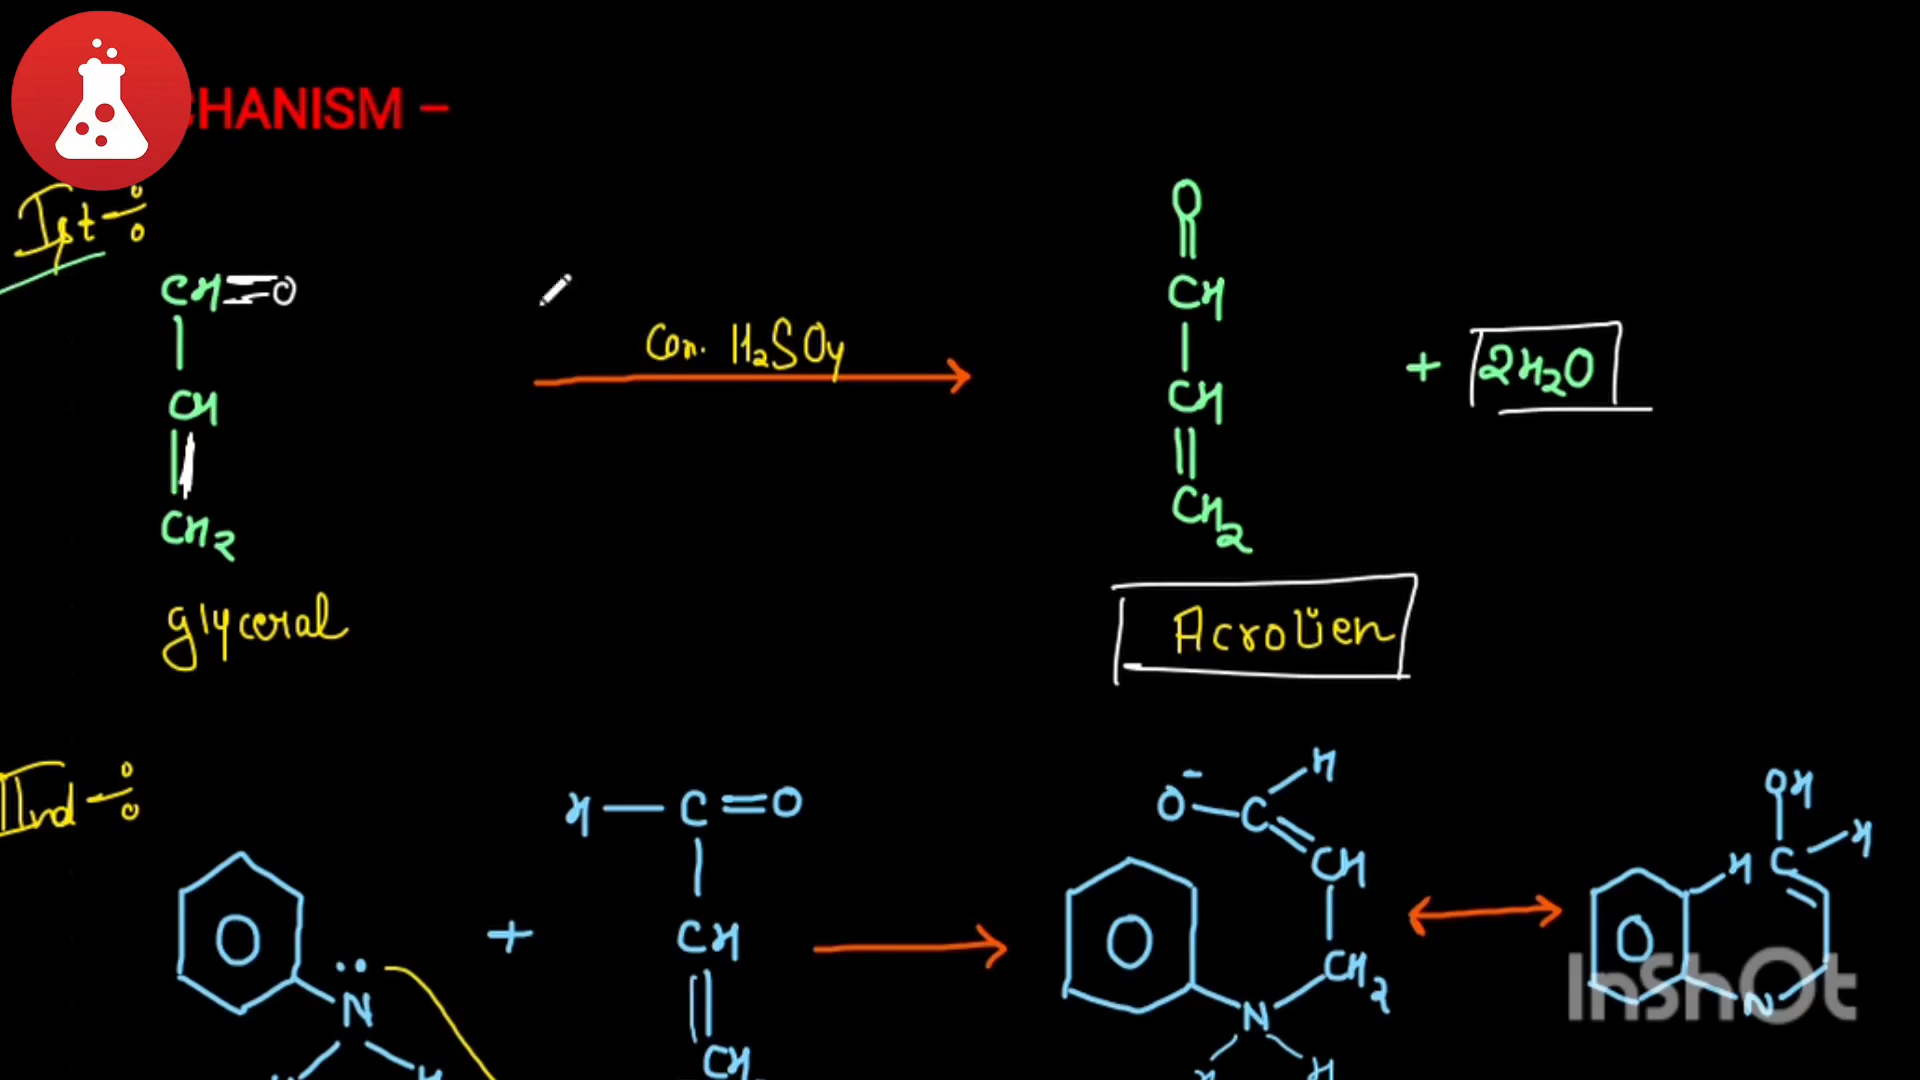 CHANISM –
Ist –:
CH=O
CH
CH2
glyceral
Con. H2SO4
O
CH
CH
CH2
+ 2H2O
Acrolien
IInd –:
H — C = O
CH
CH
N
H
+
O⁻ — C
H
CH
CH2
N
H
H
OH
H
C
H
N
InShOt